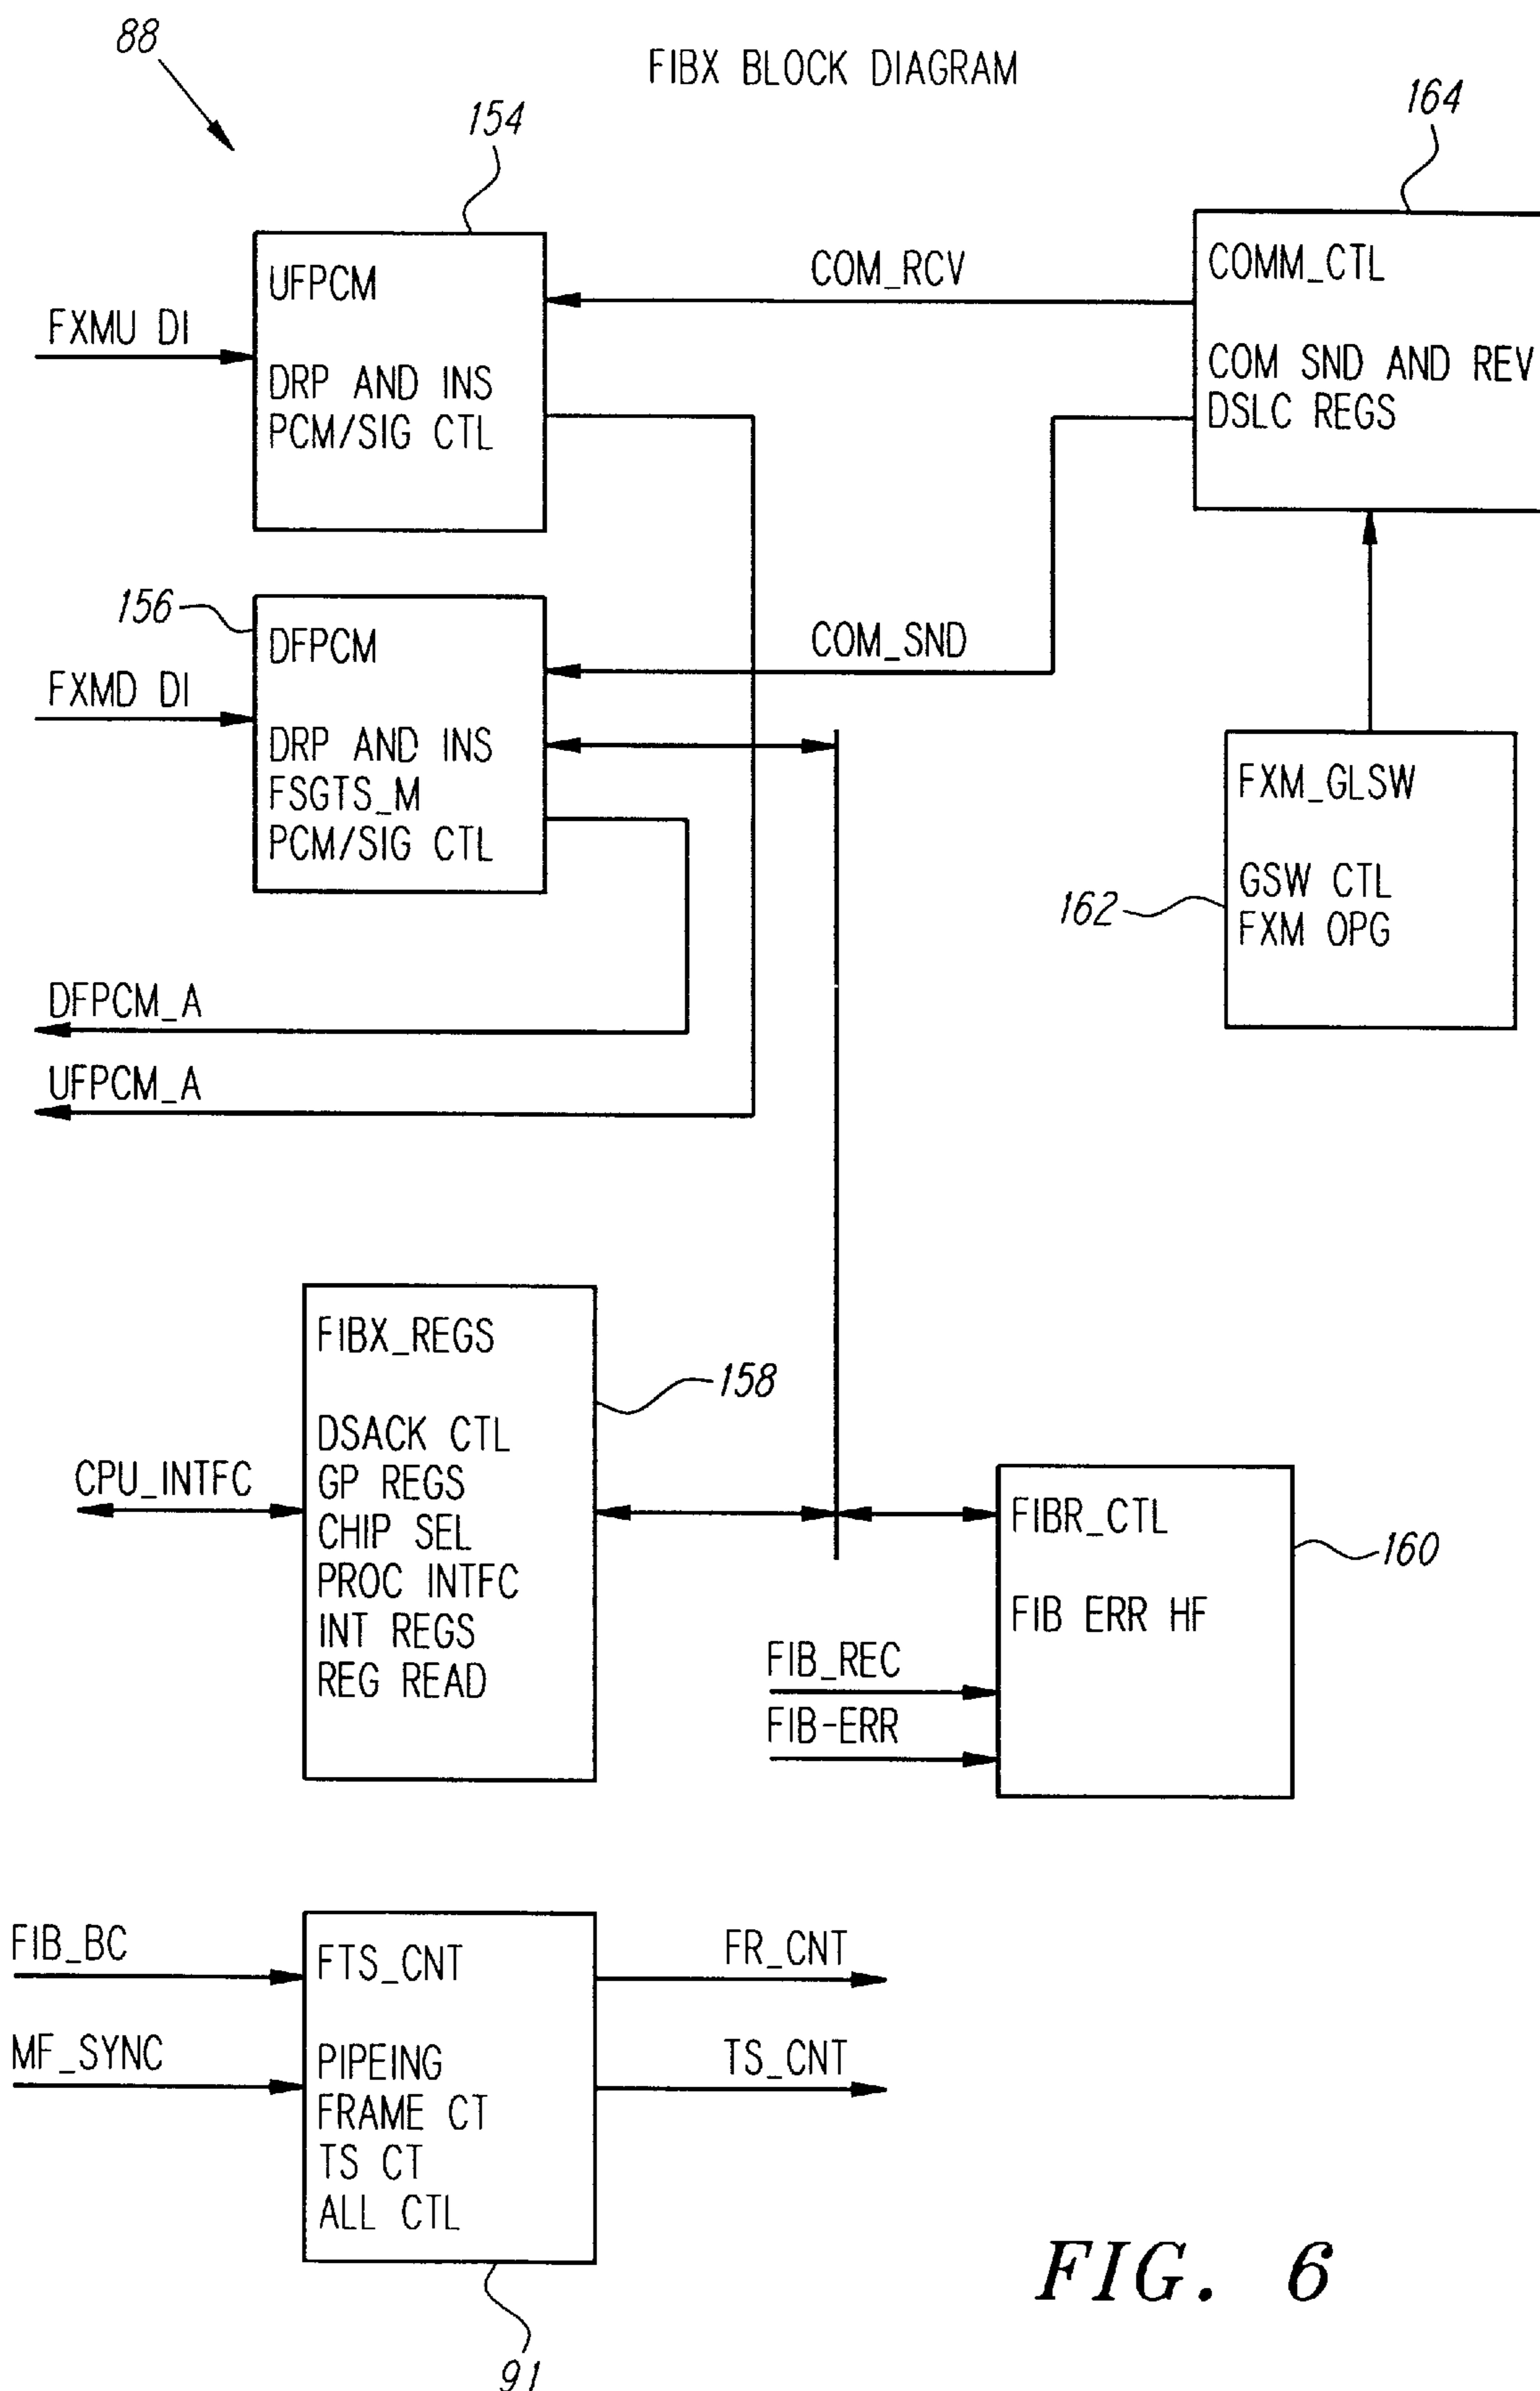 88
FIBX BLOCK DIAGRAM
154
164
UFPCM
DRP AND INS
PCM/SIG CTL
FXMU DI
COM_RCV
COMM_CTL
COM SND AND REV
DSLC REGS
156
DFPCM
DRP AND INS
FSGTS_M
PCM/SIG CTL
FXMD DI
COM_SND
FXM_GLSW
GSW CTL
FXM OPG
162
DFPCM_A
UFPCM_A
FIBX_REGS
DSACK CTL
GP REGS
CHIP SEL
PROC INTFC
INT REGS
REG READ
158
CPU_INTFC
FIBR_CTL
FIB ERR HF
160
FIB_REC
FIB-ERR
FIB_BC
MF_SYNC
FTS_CNT
PIPEING
FRAME CT
TS CT
ALL CTL
FR_CNT
TS_CNT
91
FIG. 6